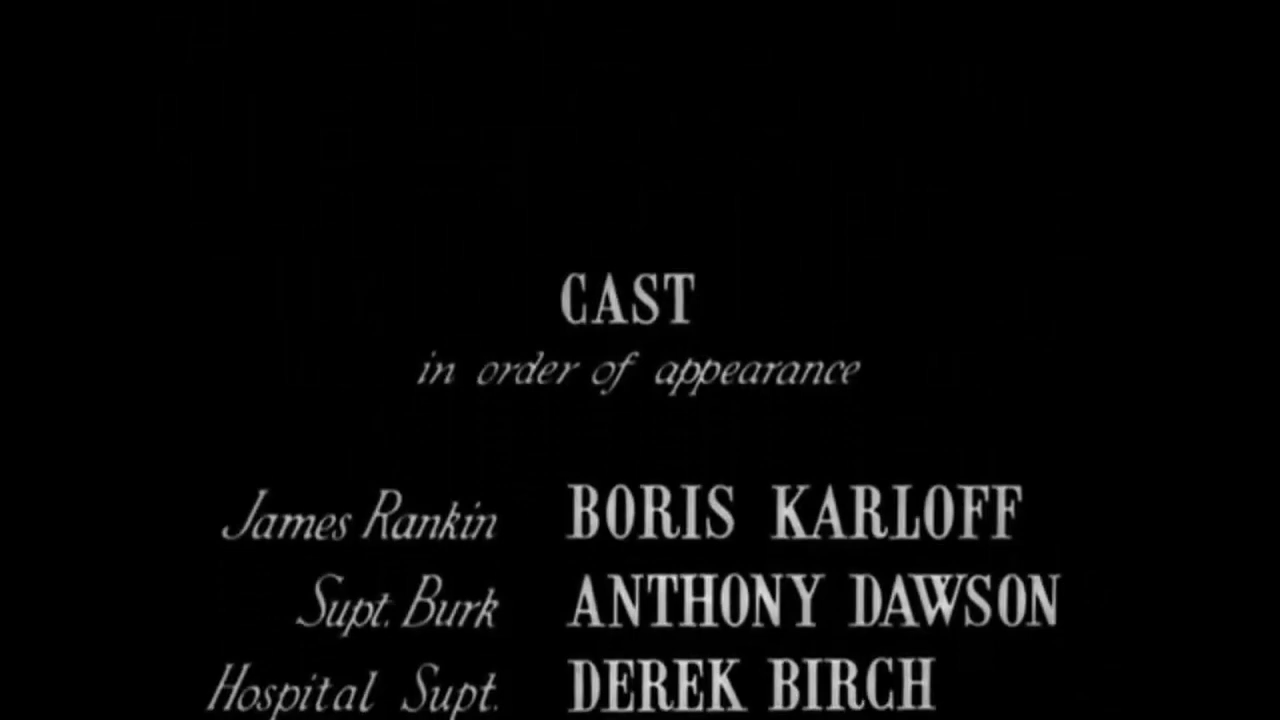 CAST
in order of appearance
James Rankin BORIS KARLOFF
Supt. Burk ANTHONY DAWSON
Hospital Supt. DEREK BIRCH